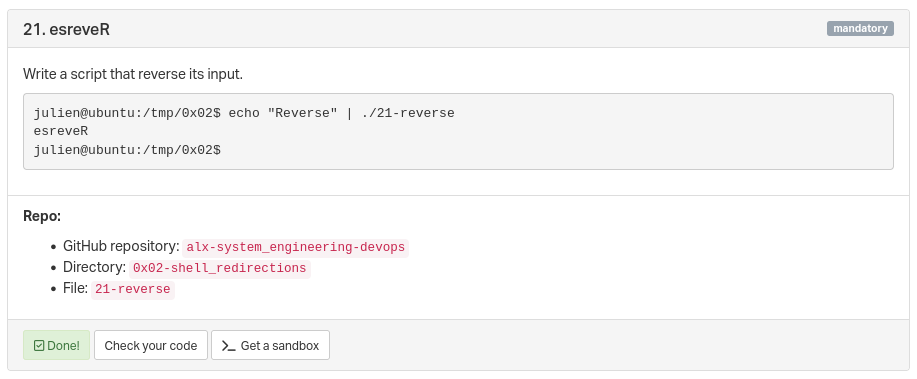 21. esreveR
mandatory
Write a script that reverse its input.
julien@ubuntu:/tmp/0x02$ echo "Reverse" | ./21-reverse
esreveR
julien@ubuntu:/tmp/0x02$
Repo:
• GitHub repository: alx-system_engineering-devops
• Directory: 0x02-shell_redirections
• File: 21-reverse
Done! Check your code >_ Get a sandbox